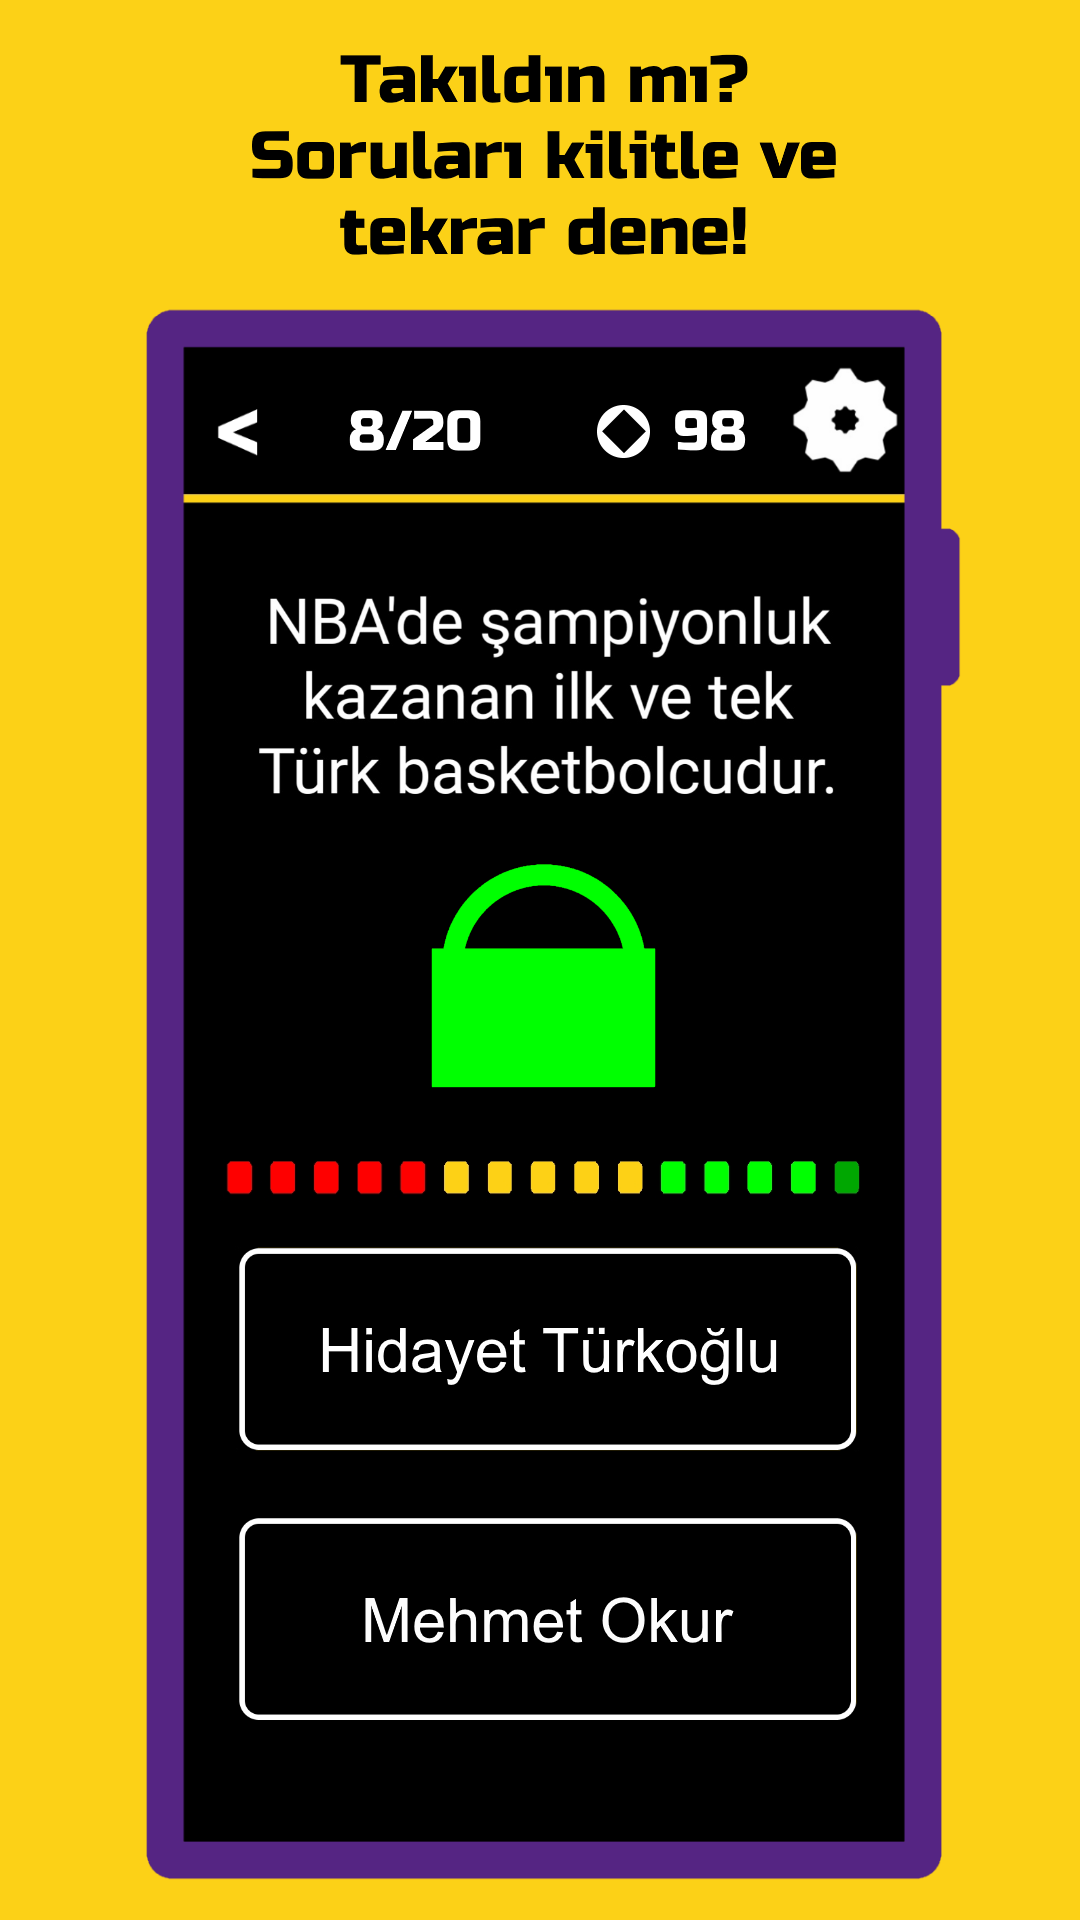 Takıldın mı?
Soruları kilitle ve
tekrar dene!
< 8/20 98
NBA'de şampiyonluk
kazanan ilk ve tek
Türk basketbolcudur.
Hidayet Türkoğlu
Mehmet Okur